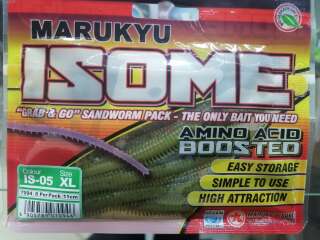 MARUKYU
ISOME
"GRAB & GO" SANDWORM PACK - THE ONLY BAIT YOU NEED
AMINO ACID
BOOSTED
Colour
IS-05
Size
XL
EASY STORAGE
SIMPLE TO USE
HIGH ATTRACTION